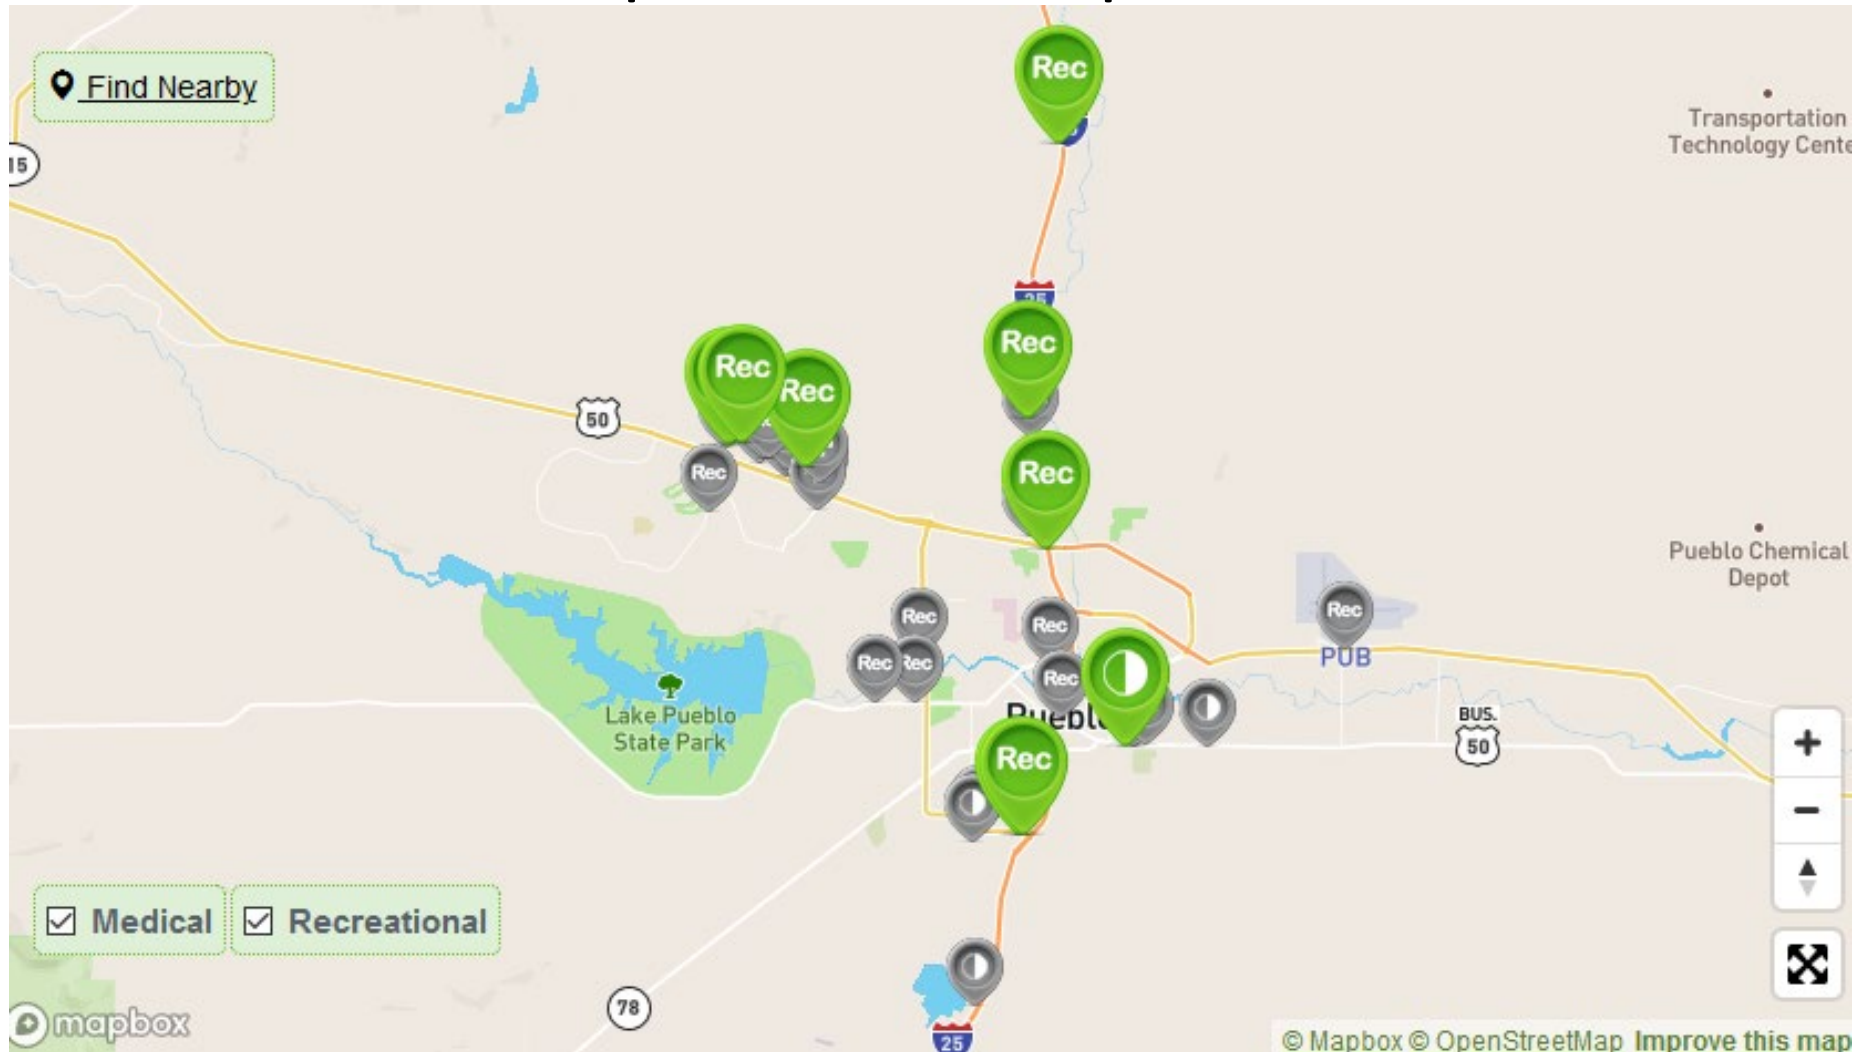 Find Nearby
Rec
Transportation
Technology Cente
15
25
Rec
Rec
Rec
50
Rec
Rec
Pueblo Chemical
Depot
Rec
Rec
Rec
Rec
Rec
PUB
Rec
Lake Pueblo
State Park
Pueblo
BUS.
50
Rec
Medical
Recreational
78
mapbox
25
© Mapbox © OpenStreetMap Improve this map